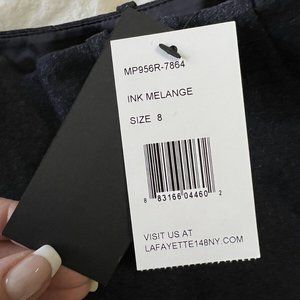 MP956R-7864
INK MELANGE
SIZE 8
8 83166 04460 2
VISIT US AT
LAFAYETTE148NY.COM